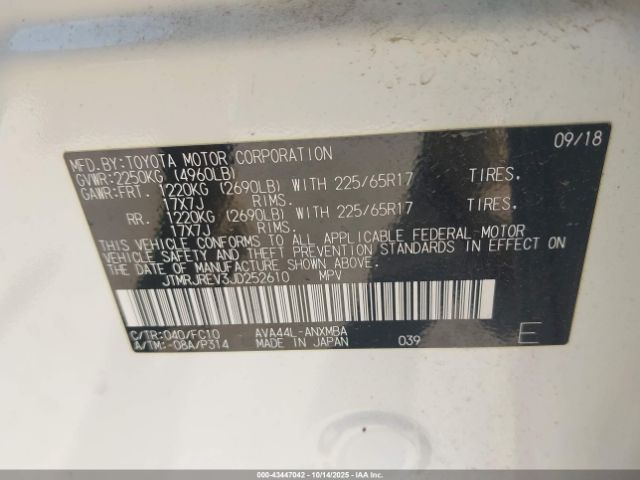 MFD.BY:TOYOTA MOTOR CORPORATION 09/18
GVWR:2250KG (4960LB)
GAWR:FRT. 1220KG (2690LB) WITH 225/65R17 TIRES.
17X7J RIMS.
RR. 1220KG (2690LB) WITH 225/65R17 TIRES.
17X7J RIMS.
THIS VEHICLE CONFORMS TO ALL APPLICABLE FEDERAL MOTOR
VEHICLE SAFETY AND THEFT PREVENTION STANDARDS IN EFFECT ON
THE DATE OF MANUFACTURE SHOWN ABOVE.
JTMRJREV3JD252610 MPV
C/TR:040/FC10 AVA44L-ANXMBA
A/TM:-08A/P314 MADE IN JAPAN 039 E
000-43447042 | 10/14/2025 | IAAI.COM